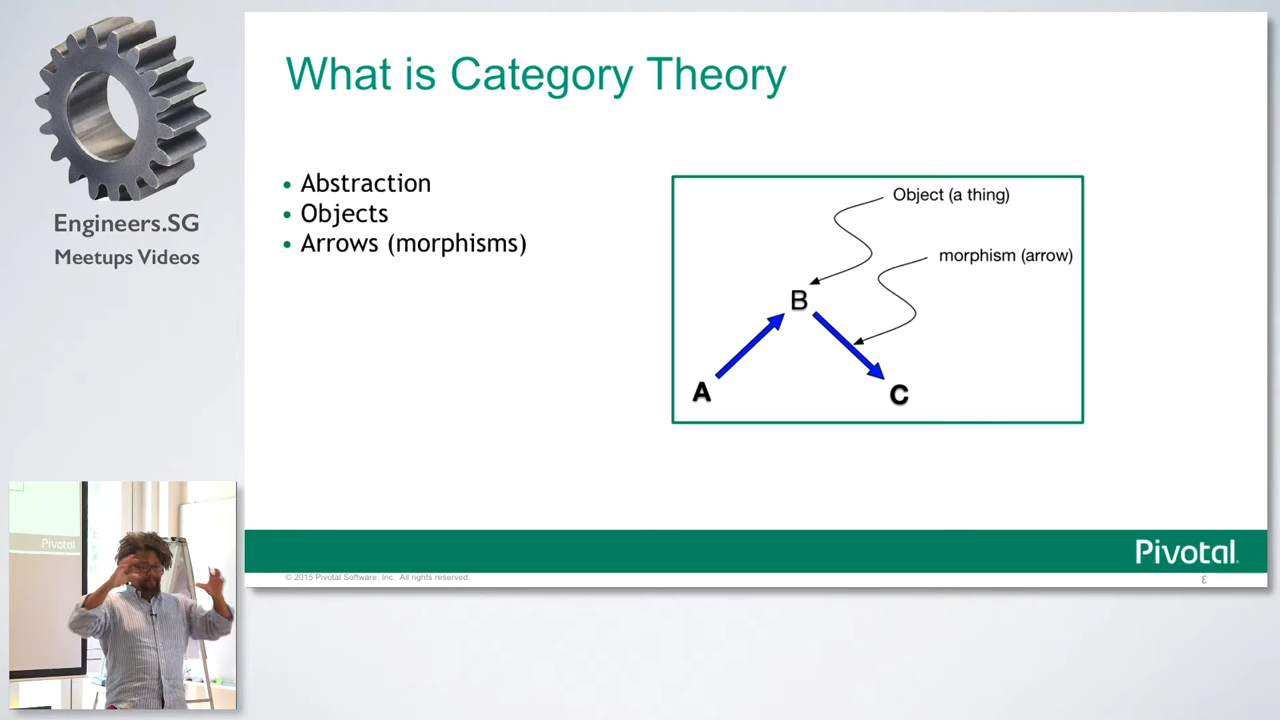 Engineers.SG
Meetups Videos
What is Category Theory
• Abstraction
• Objects
• Arrows (morphisms)
Object (a thing)
morphism (arrow)
B
A
C
Pivotal
© 2015 Pivotal Software. Inc. All rights reserved.
ε
Pivotal